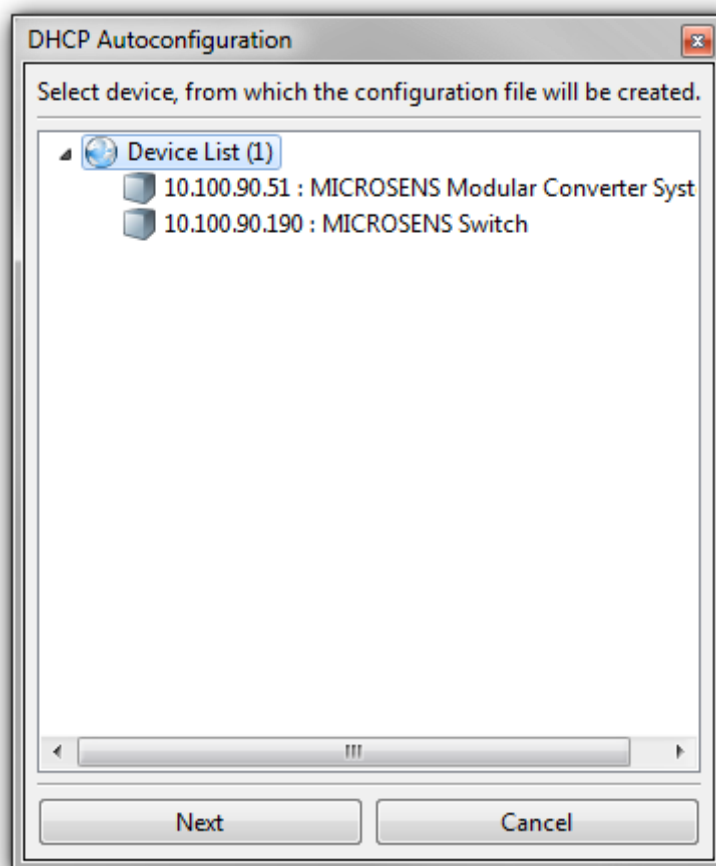 DHCP Autoconfiguration
Select device, from which the configuration file will be created.
Device List (1)
10.100.90.51 : MICROSENS Modular Converter Syst
10.100.90.190 : MICROSENS Switch
Next Cancel